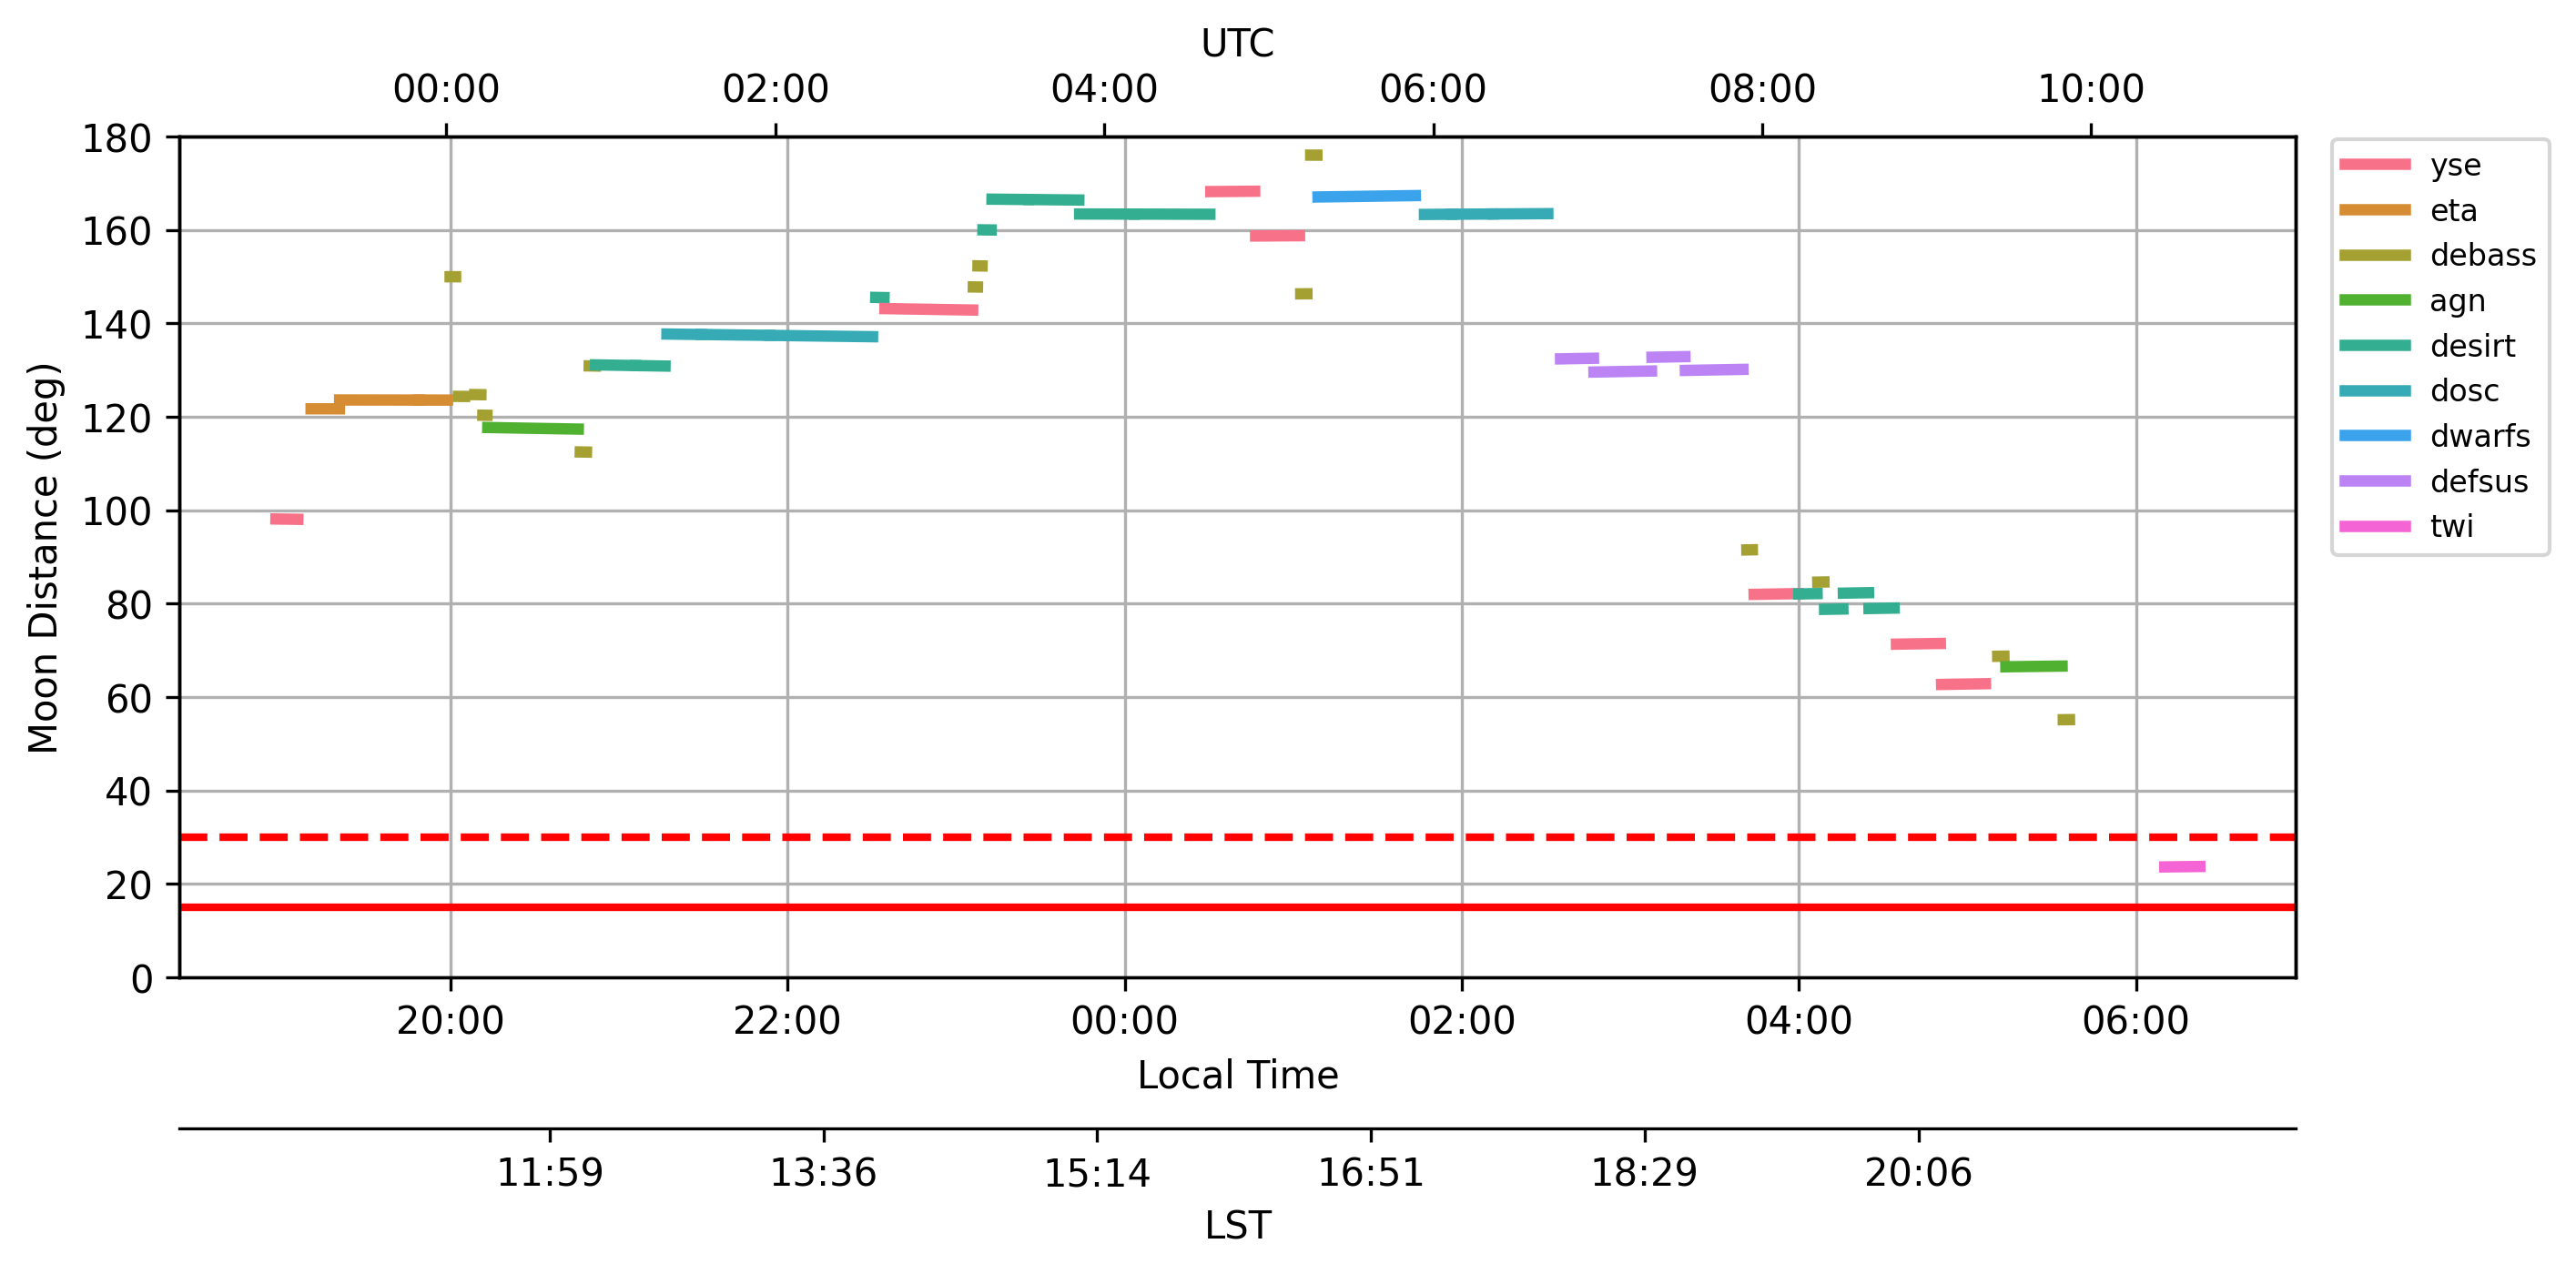 UTC
00:00 02:00 04:00 06:00 08:00 10:00
Moon Distance (deg)
180
160
140
120
100
80
60
40
20
0
20:00 22:00 00:00 02:00 04:00 06:00
Local Time
11:59 13:36 15:14 16:51 18:29 20:06
LST
yse
eta
debass
agn
desirt
dosc
dwarfs
defsus
twi